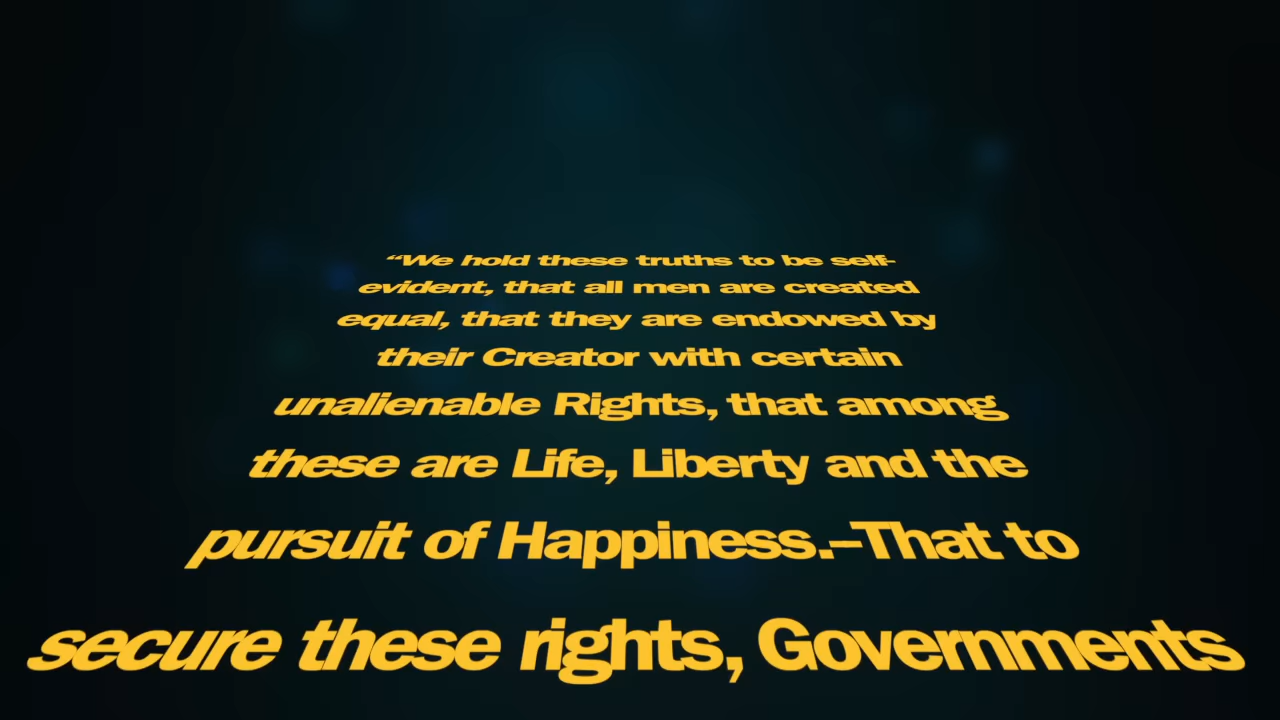 “We hold these truths to be self-
evident, that all men are created
equal, that they are endowed by
their Creator with certain
unalienable Rights, that among
these are Life, Liberty and the
pursuit of Happiness.–That to
secure these rights, Governments